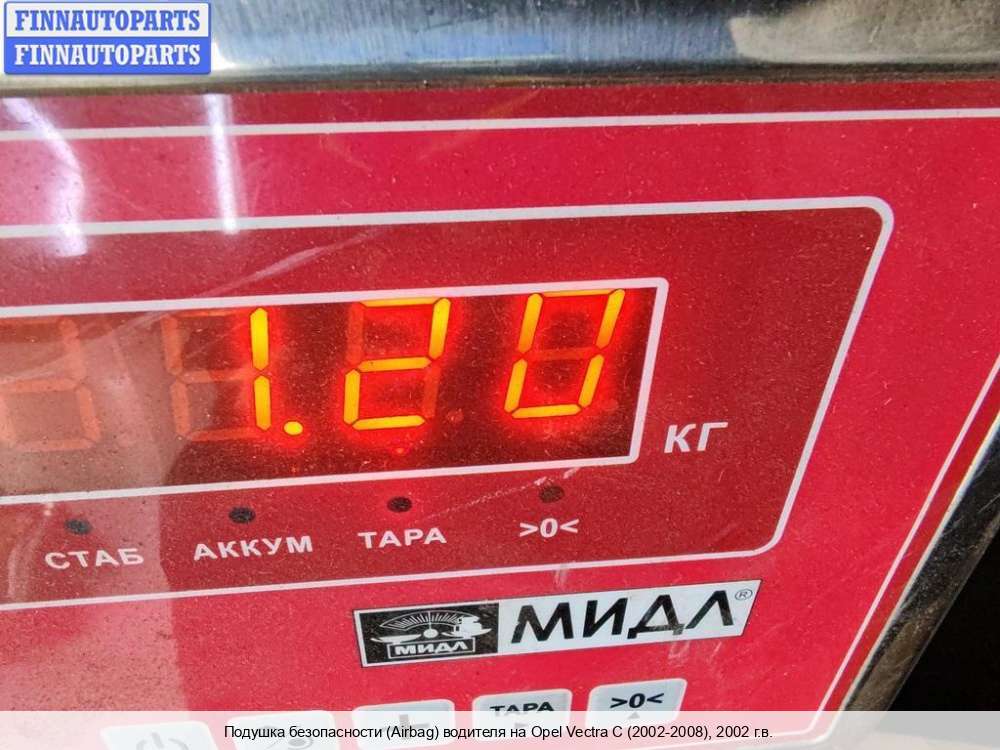 FINNAUTOPARTS
FINNAUTOPARTS
1.20
КГ
СТАБ АККУМ ТАРА >0<
МИДЛ МИДЛ®
ТАРА >0<
Подушка безопасности (Airbag) водителя на Opel Vectra C (2002-2008), 2002 г.в.